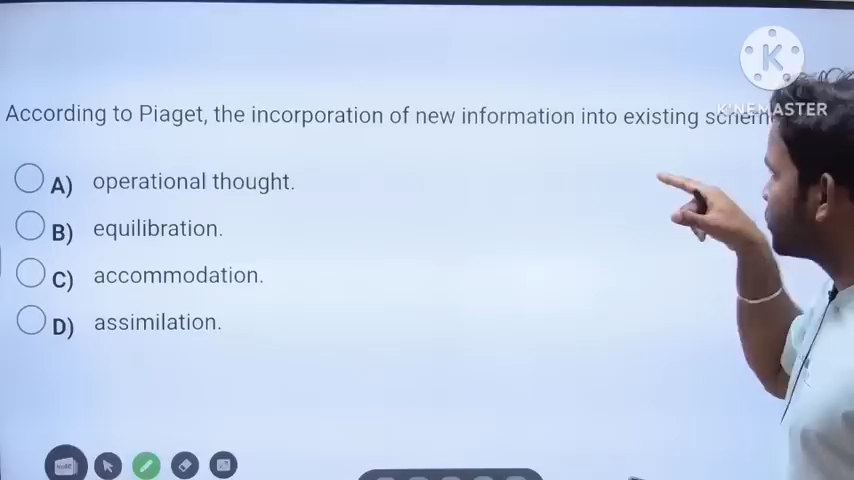 K
KINEMASTER
According to Piaget, the incorporation of new information into existing
A) operational thought.
B) equilibration.
C) accommodation.
D) assimilation.